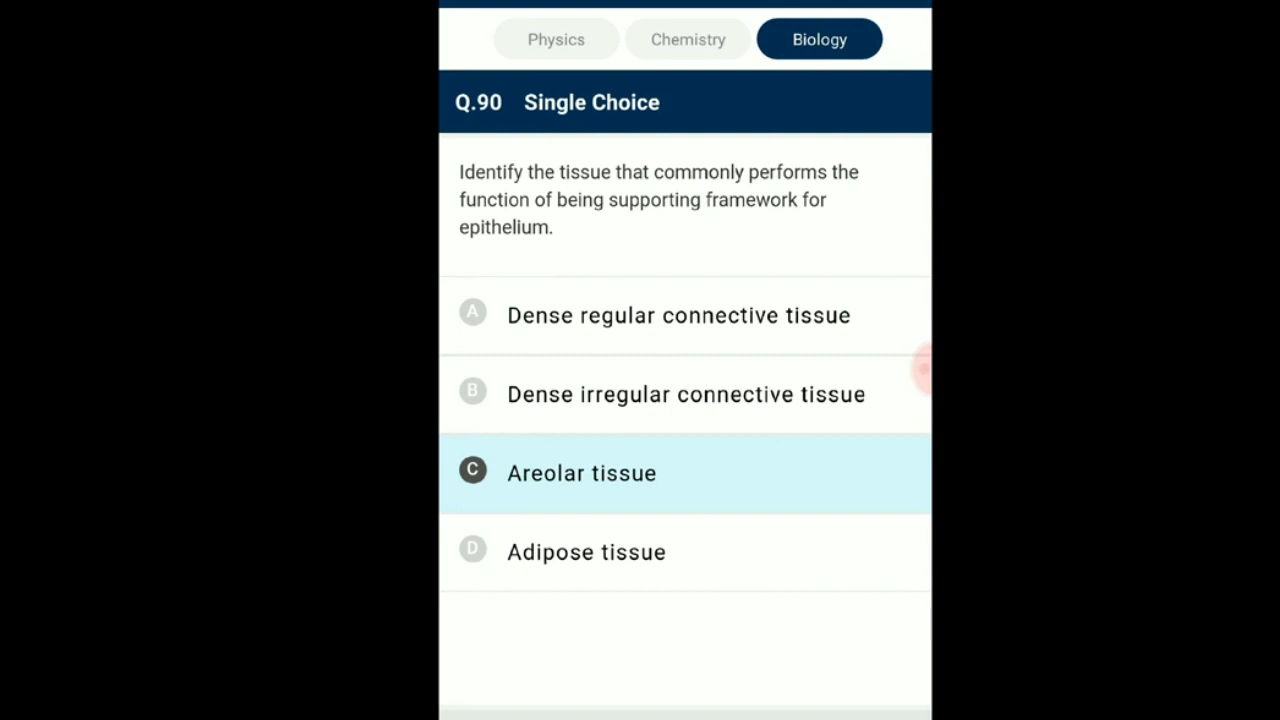 Physics Chemistry Biology
Q.90 Single Choice
Identify the tissue that commonly performs the
function of being supporting framework for
epithelium.
A Dense regular connective tissue
B Dense irregular connective tissue
C Areolar tissue
D Adipose tissue